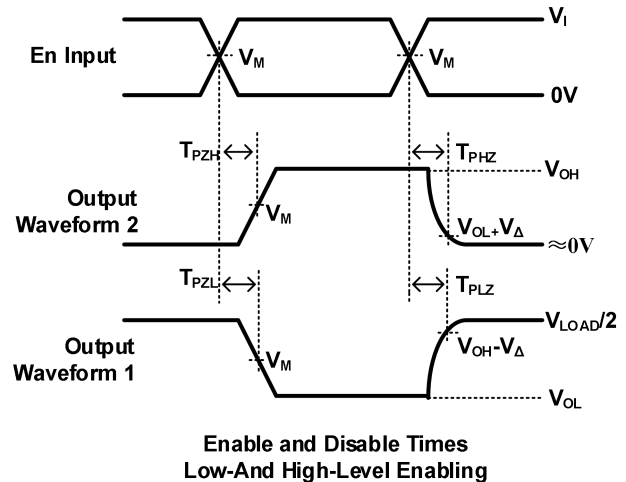 V_I
En Input
V_M
V_M
0V
T_PZH
T_PHZ
V_OH
Output
Waveform 2
V_M
V_OL+V_Δ
≈0V
T_PZL
T_PLZ
V_LOAD/2
Output
Waveform 1
V_M
V_OH-V_Δ
V_OL
Enable and Disable Times
Low-And High-Level Enabling